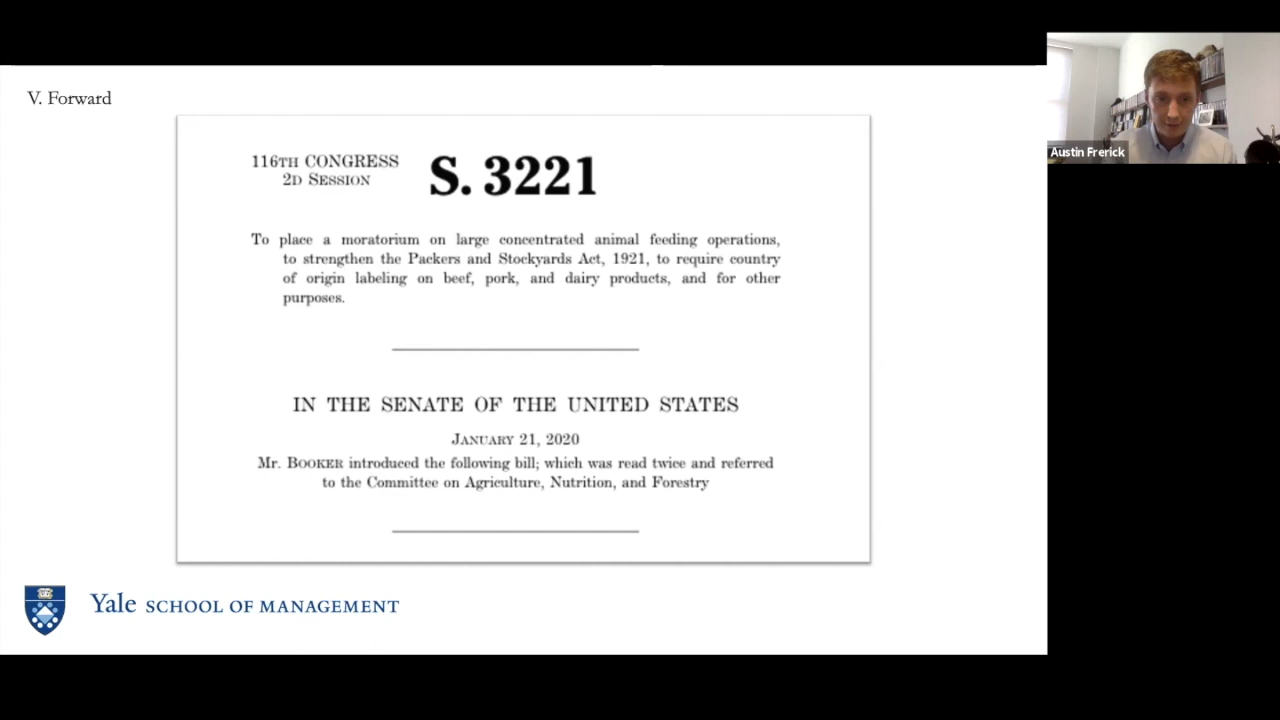 V. Forward
116TH CONGRESS
2D SESSION
S. 3221
To place a moratorium on large concentrated animal feeding operations,
to strengthen the Packers and Stockyards Act, 1921, to require country
of origin labeling on beef, pork, and dairy products, and for other
purposes.
IN THE SENATE OF THE UNITED STATES
JANUARY 21, 2020
Mr. BOOKER introduced the following bill; which was read twice and referred
to the Committee on Agriculture, Nutrition, and Forestry
Yale SCHOOL OF MANAGEMENT
Austin Frerick